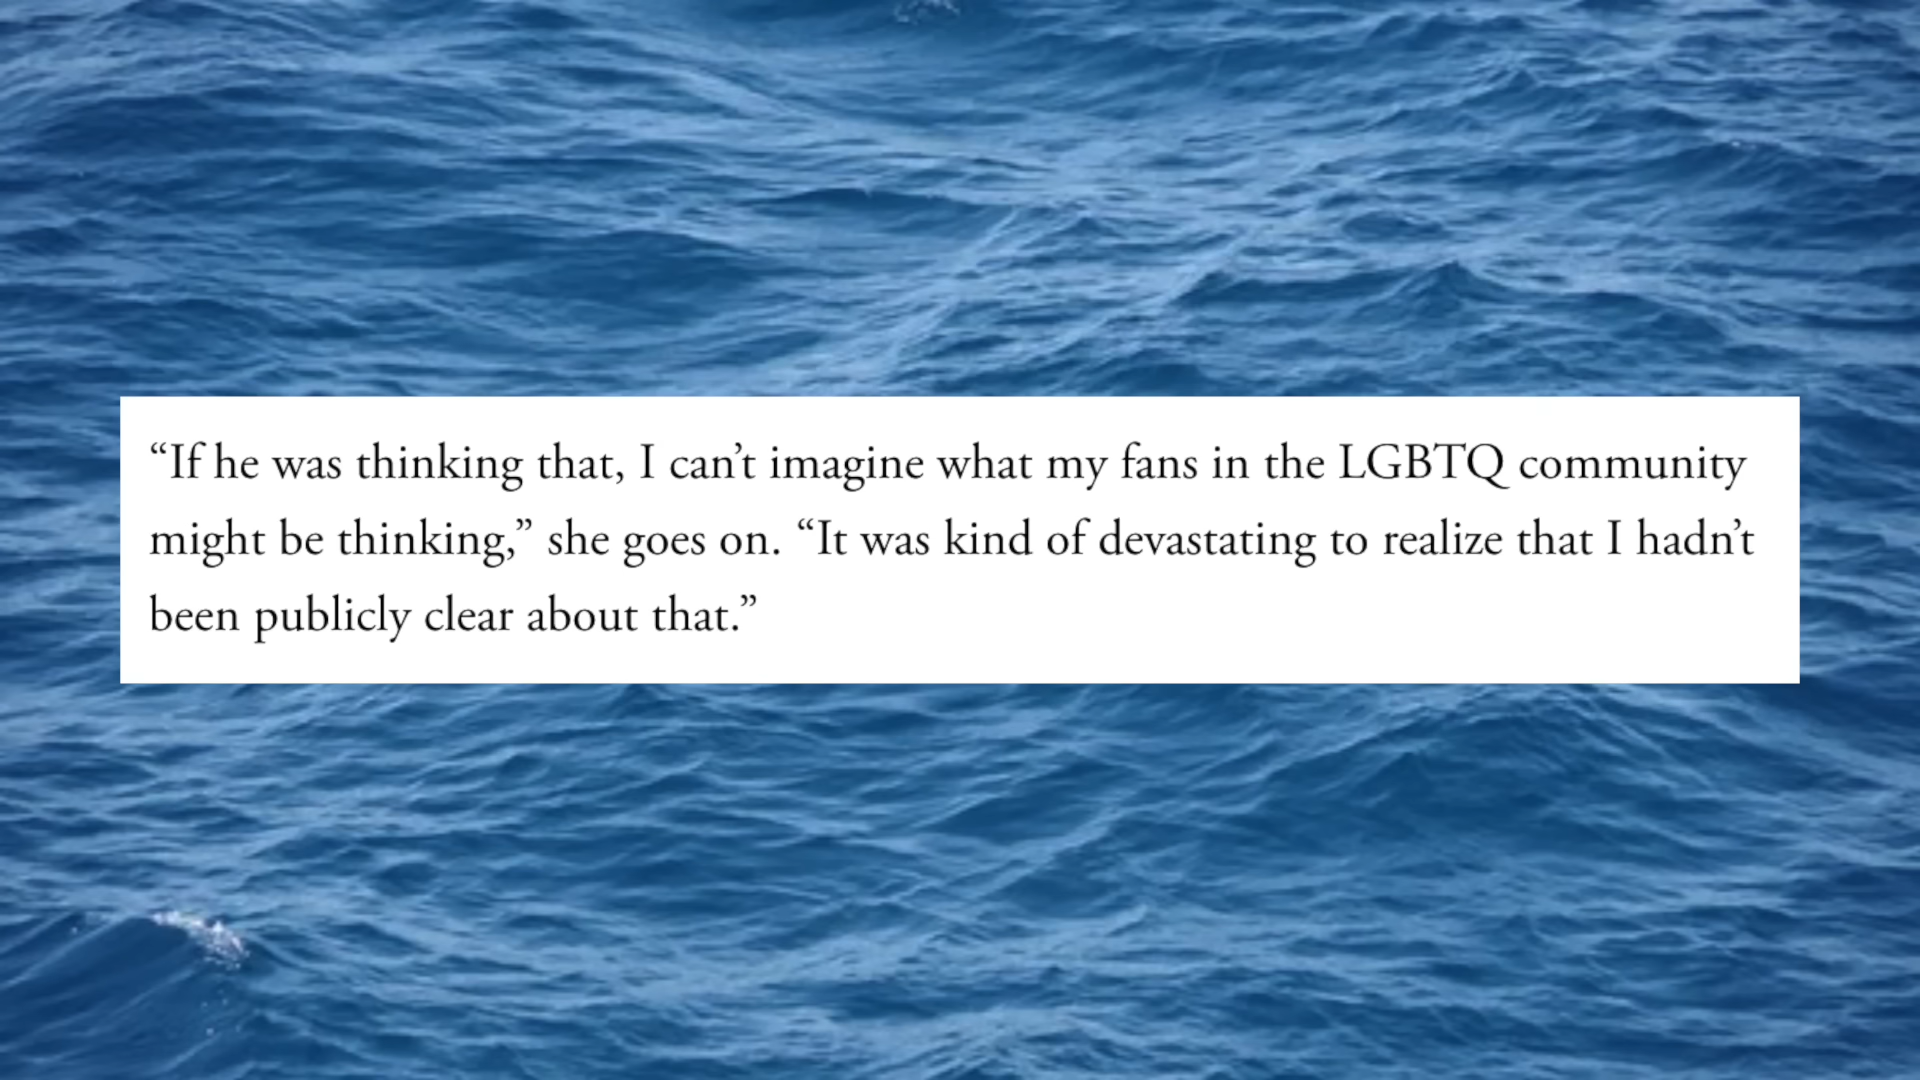 “If he was thinking that, I can’t imagine what my fans in the LGBTQ community
might be thinking,” she goes on. “It was kind of devastating to realize that I hadn’t
been publicly clear about that.”